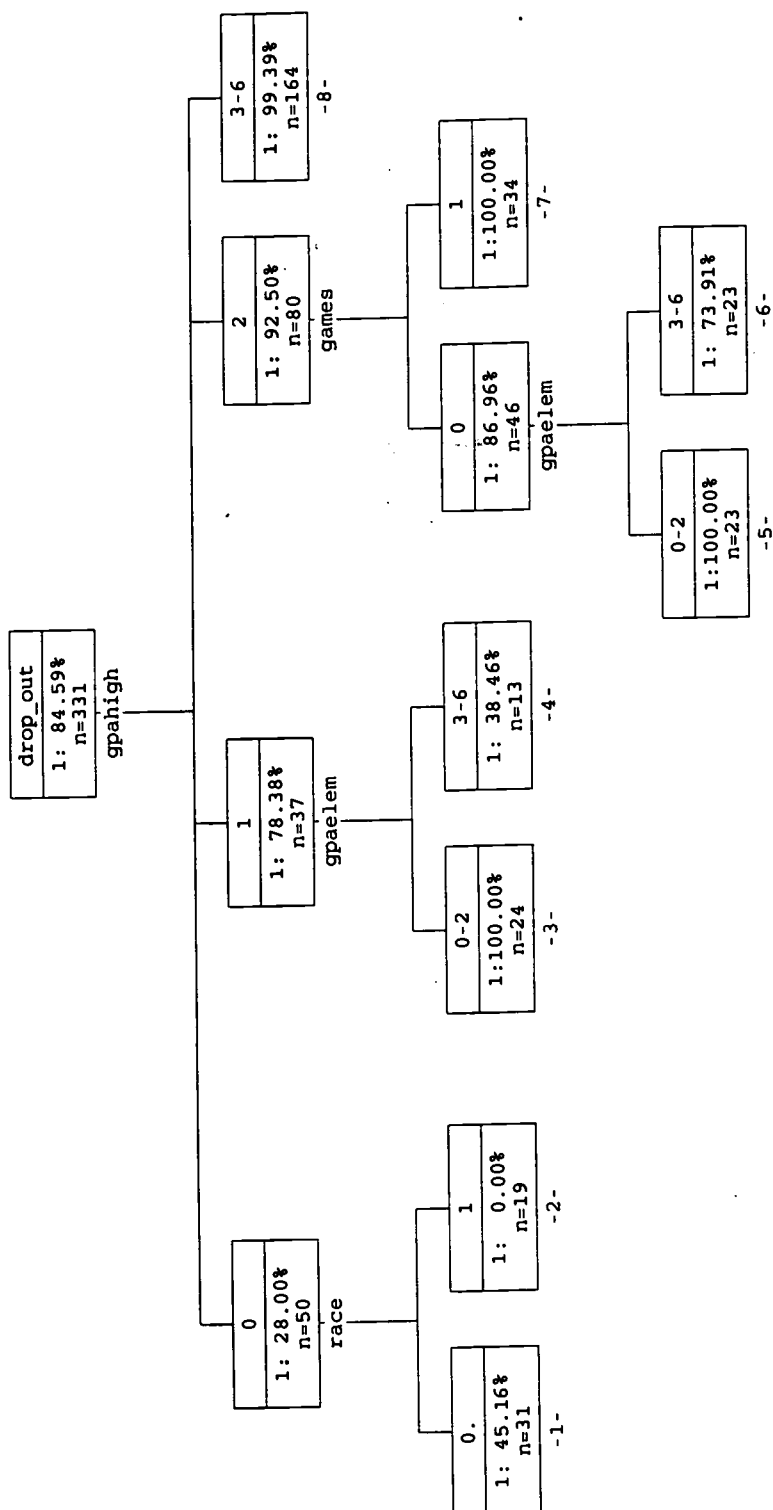 drop_out
1: 84.59%
n=331
gpahigh
0
1: 28.00%
n=50
race
1
1: 78.38%
n=37
gpaelem
2
1: 92.50%
n=80
games
3-6
1: 99.39%
n=164
-8-
0.
1: 45.16%
n=31
-1-
1
1: 0.00%
n=19
-2-
0-2
1:100.00%
n=24
-3-
3-6
1: 38.46%
n=13
-4-
0
1: 86.96%
n=46
gpaelem
1
1:100.00%
n=34
-7-
0-2
1:100.00%
n=23
-5-
3-6
1: 73.91%
n=23
-6-